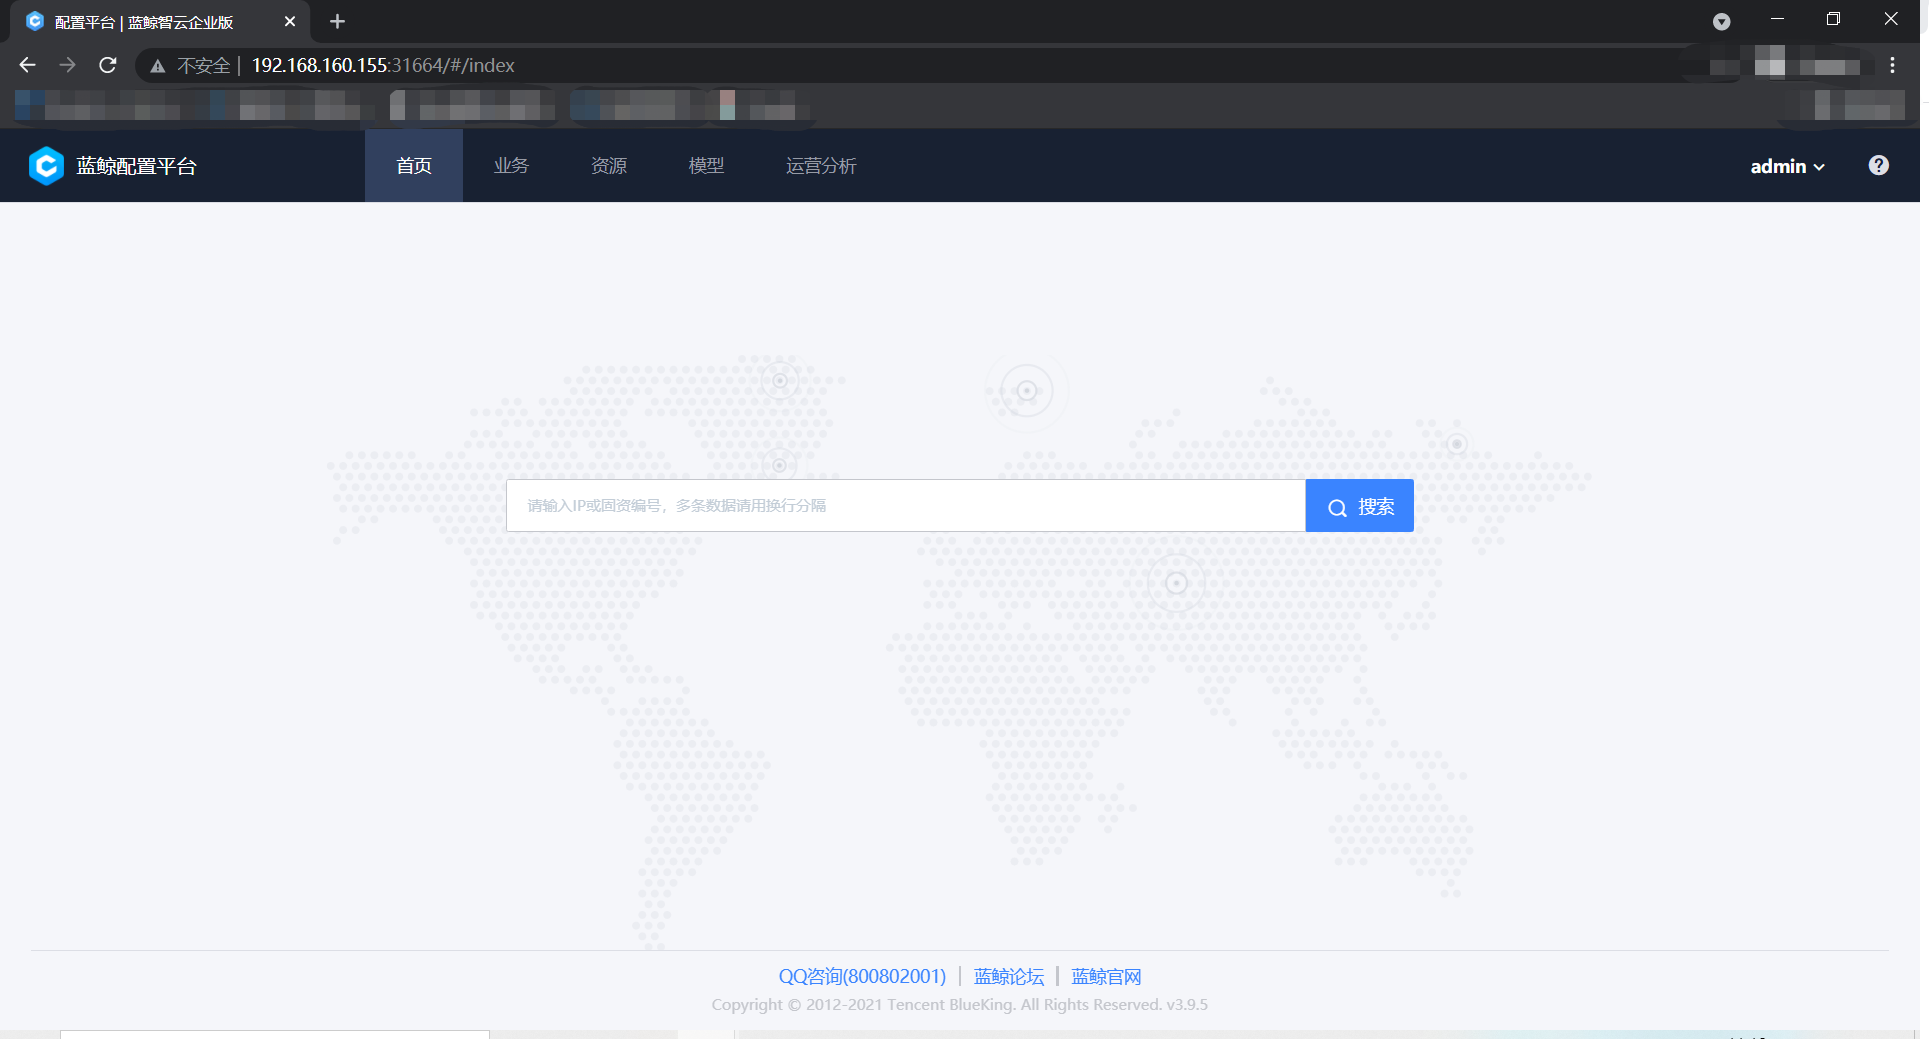 配置平台 | 蓝鲸智云企业版
不安全 | 192.168.160.155:31664/#/index
蓝鲸配置平台 首页 业务 资源 模型 运营分析 admin
请输入IP或固资编号，多条数据请用换行分隔 搜索
QQ咨询(800802001) | 蓝鲸论坛 | 蓝鲸官网
Copyright © 2012-2021 Tencent BlueKing. All Rights Reserved. v3.9.5